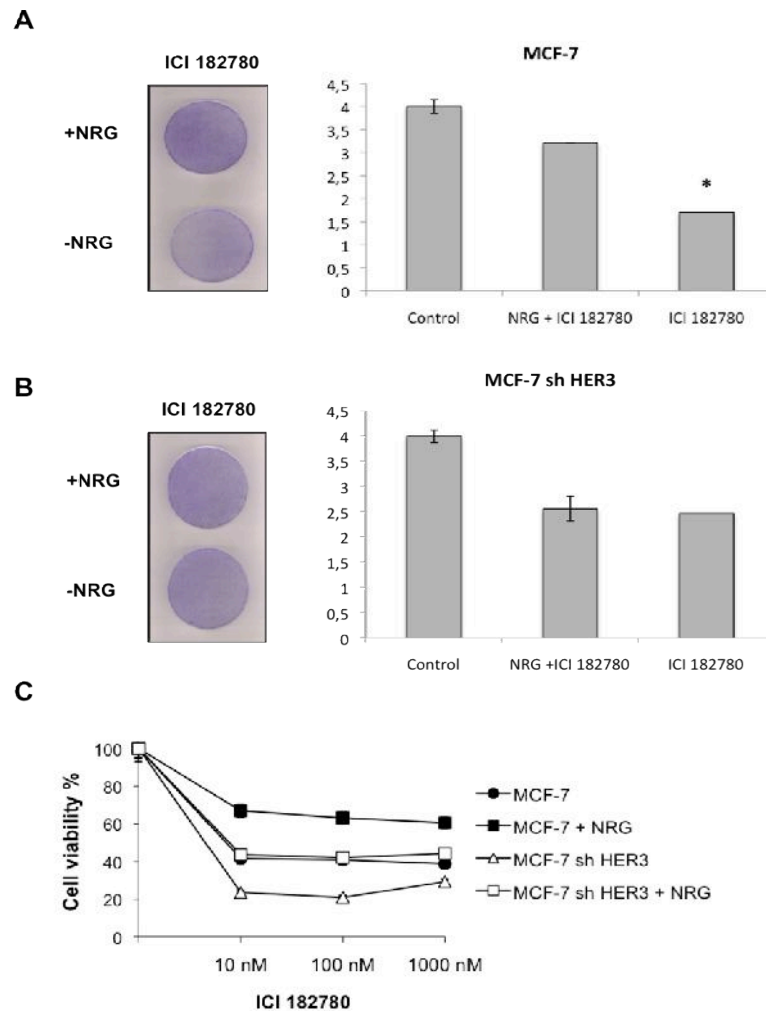 A
ICI 182780
+NRG
-NRG
MCF-7
4,5
4
3,5
3
2,5
2
1,5
1
0,5
0
*
Control
NRG + ICI 182780
ICI 182780
B
ICI 182780
+NRG
-NRG
MCF-7 sh HER3
4,5
4
3,5
3
2,5
2
1,5
1
0,5
0
Control
NRG +ICI 182780
ICI 182780
C
Cell viability %
100
80
60
40
20
0
10 nM
100 nM
1000 nM
ICI 182780
MCF-7
MCF-7 + NRG
MCF-7 sh HER3
MCF-7 sh HER3 + NRG